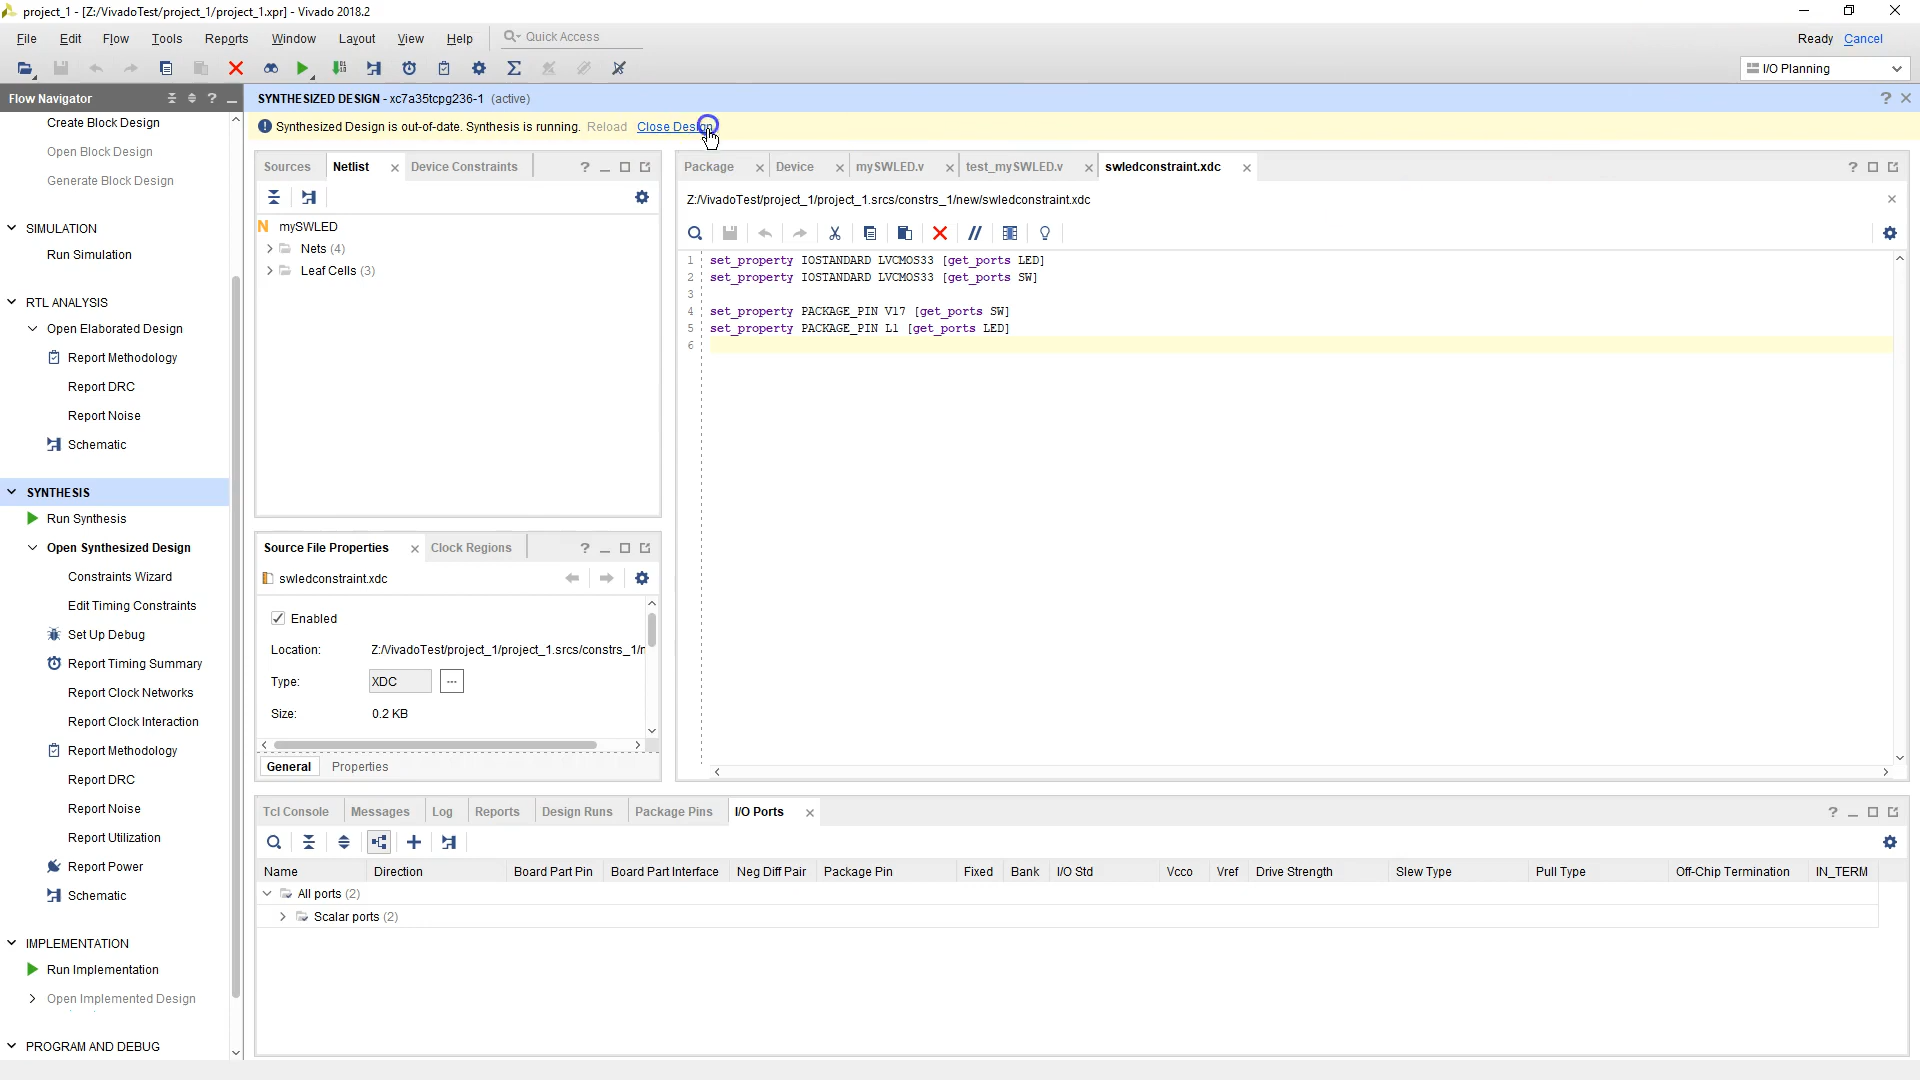 project_1 - [Z:/VivadoTest/project_1/project_1.xpr] - Vivado 2018.2
File Edit Flow Tools Reports Window Layout View Help Quick Access
Ready Cancel
I/O Planning
Flow Navigator
Create Block Design
Open Block Design
Generate Block Design
SIMULATION
Run Simulation
RTL ANALYSIS
Open Elaborated Design
Report Methodology
Report DRC
Report Noise
Schematic
SYNTHESIS
Run Synthesis
Open Synthesized Design
Constraints Wizard
Edit Timing Constraints
Set Up Debug
Report Timing Summary
Report Clock Networks
Report Clock Interaction
Report Methodology
Report DRC
Report Noise
Report Utilization
Report Power
Schematic
IMPLEMENTATION
Run Implementation
Open Implemented Design
PROGRAM AND DEBUG
SYNTHESIZED DESIGN - xc7a35tcpg236-1 (active)
Synthesized Design is out-of-date. Synthesis is running. Reload Close Design
Sources Netlist Device Constraints
mySWLED
Nets (4)
Leaf Cells (3)
Source File Properties Clock Regions
swledconstraint.xdc
Enabled
Location: Z:/VivadoTest/project_1/project_1.srcs/constrs_1/
Type: XDC
Size: 0.2 KB
General Properties
Package Device mySWLED.v test_mySWLED.v swledconstraint.xdc
Z:/VivadoTest/project_1/project_1.srcs/constrs_1/new/swledconstraint.xdc
1 set_property IOSTANDARD LVCMOS33 [get_ports LED]
2 set_property IOSTANDARD LVCMOS33 [get_ports SW]
3
4 set_property PACKAGE_PIN V17 [get_ports SW]
5 set_property PACKAGE_PIN L1 [get_ports LED]
6
Tcl Console Messages Log Reports Design Runs Package Pins I/O Ports
Name Direction Board Part Pin Board Part Interface Neg Diff Pair Package Pin Fixed Bank I/O Std Vcco Vref Drive Strength Slew Type Pull Type Off-Chip Termination IN_TERM
All ports (2)
Scalar ports (2)